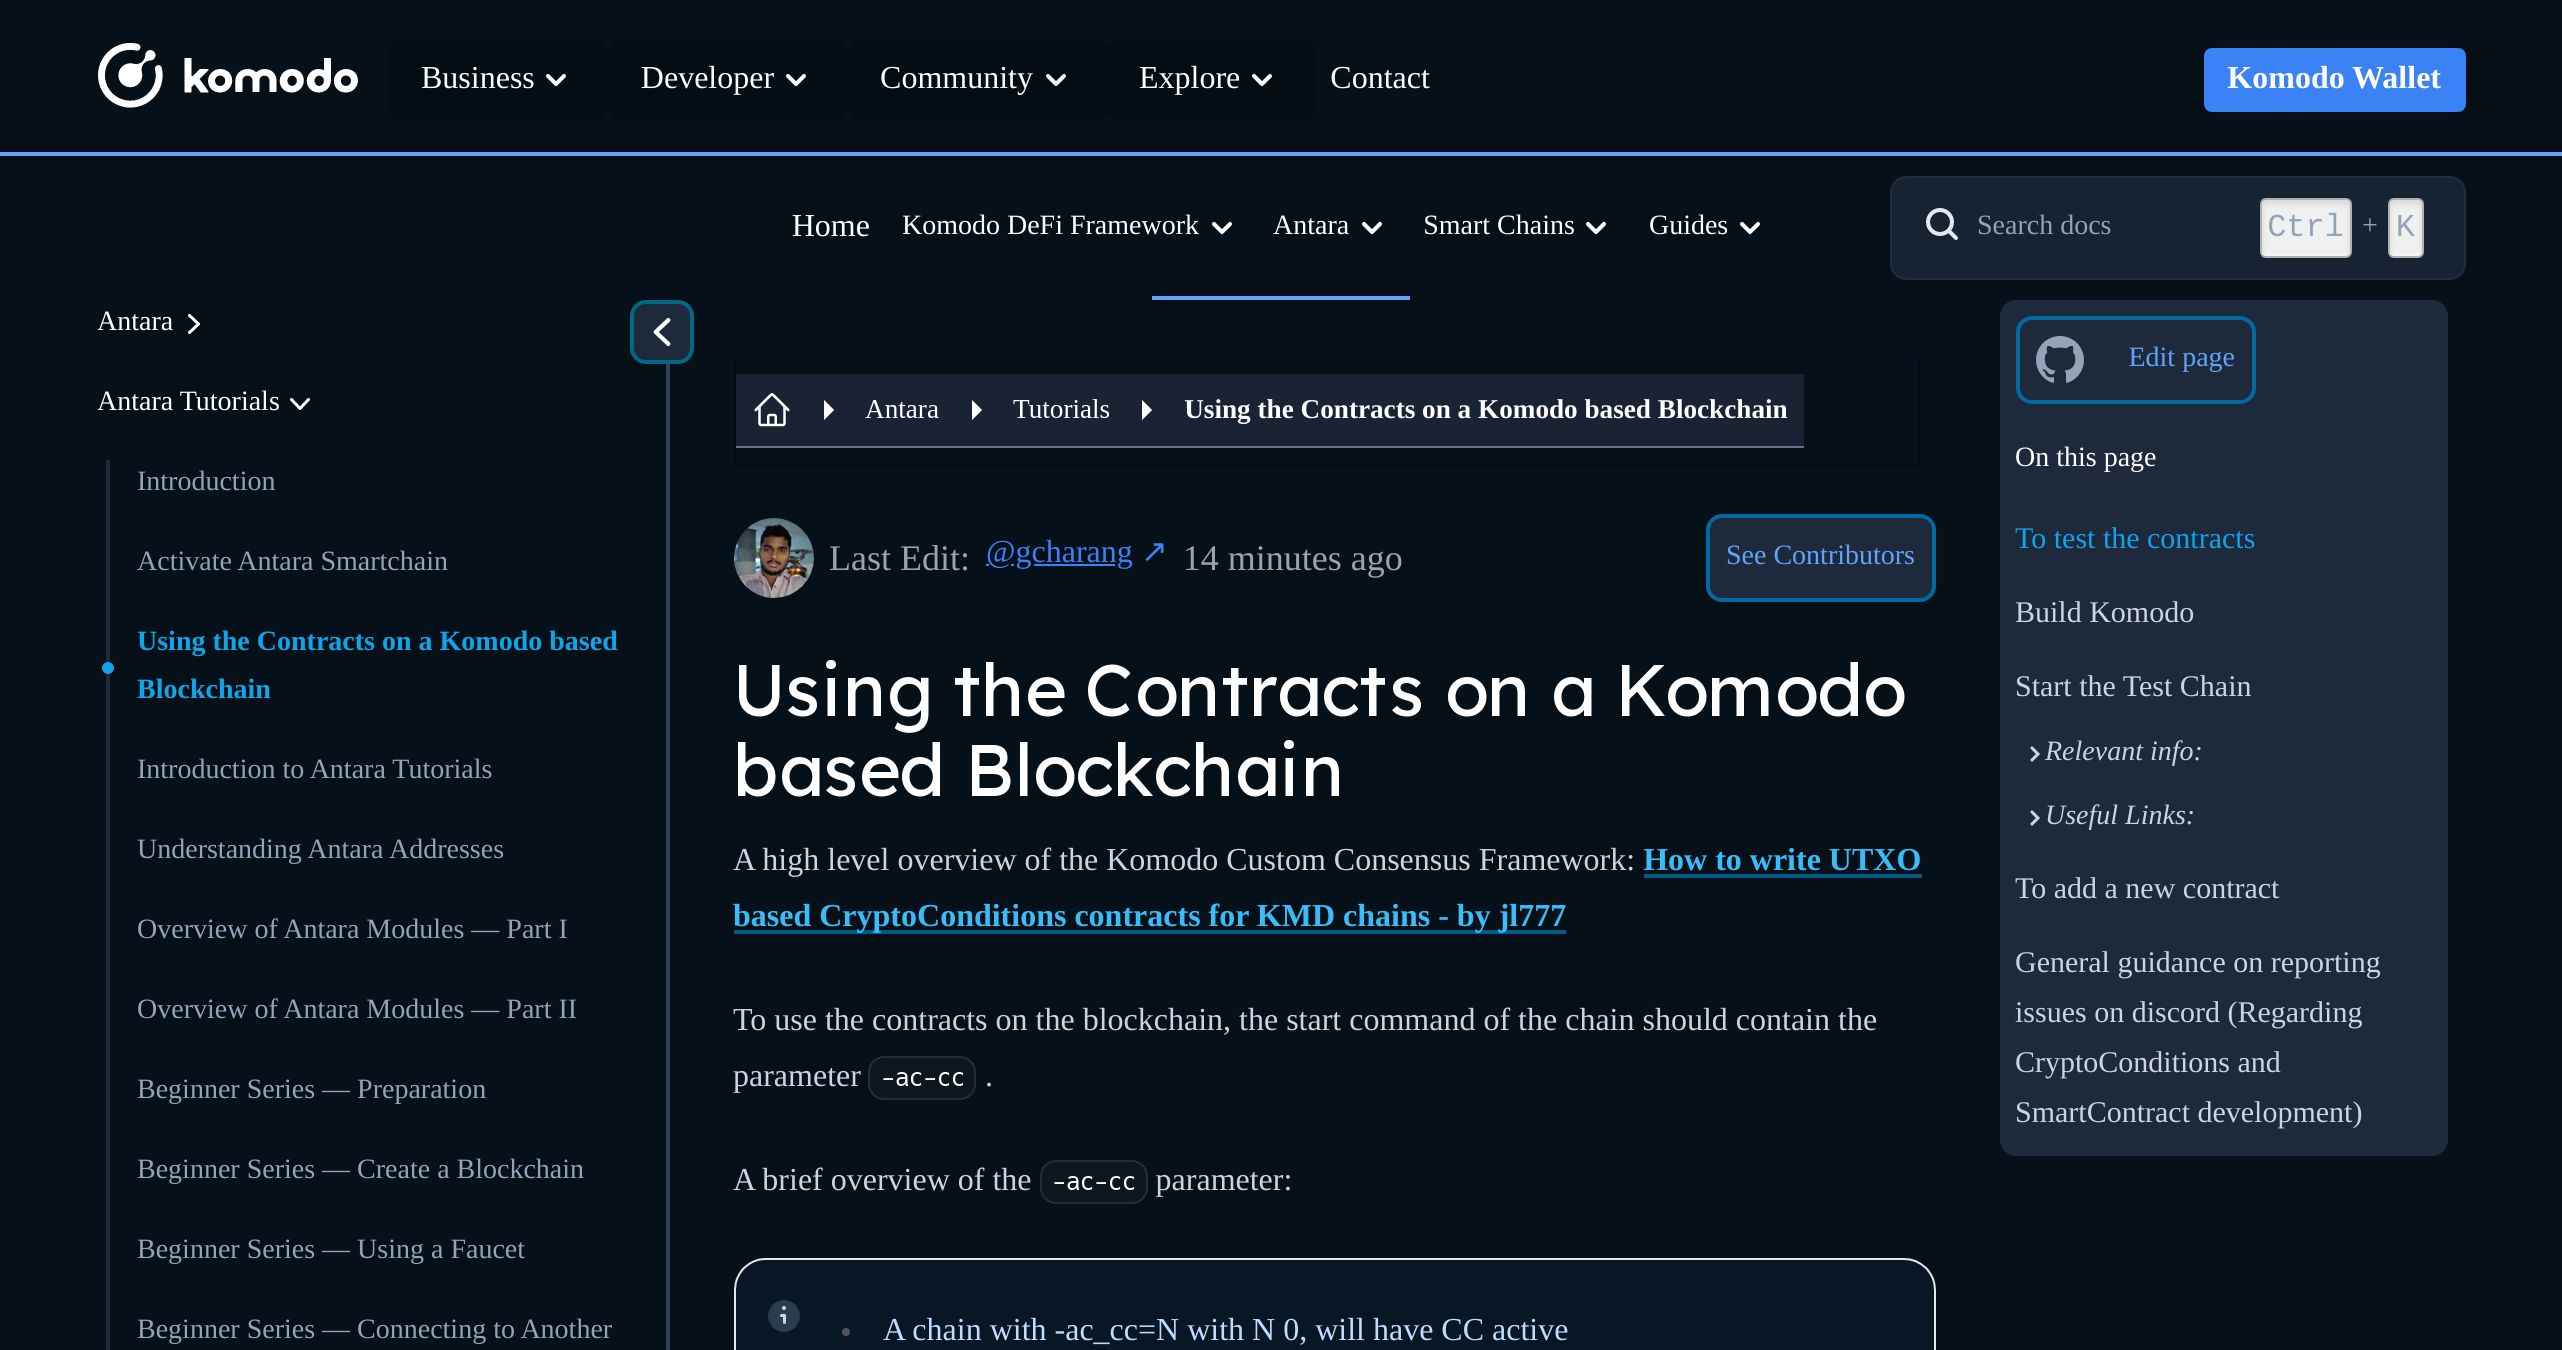 komodo
Business
Developer
Community
Explore
Contact
Komodo Wallet
Home
Komodo DeFi Framework
Antara
Smart Chains
Guides
Search docs
Ctrl + K
Antara
Antara Tutorials
Introduction
Activate Antara Smartchain
Using the Contracts on a Komodo based
Blockchain
Introduction to Antara Tutorials
Understanding Antara Addresses
Overview of Antara Modules — Part I
Overview of Antara Modules — Part II
Beginner Series — Preparation
Beginner Series — Create a Blockchain
Beginner Series — Using a Faucet
Beginner Series — Connecting to Another
Antara
Tutorials
Using the Contracts on a Komodo based Blockchain
Last Edit: @gcharang ↗ 14 minutes ago
See Contributors
Using the Contracts on a Komodo
based Blockchain
A high level overview of the Komodo Custom Consensus Framework: How to write UTXO
based CryptoConditions contracts for KMD chains - by jl777
To use the contracts on the blockchain, the start command of the chain should contain the
parameter -ac-cc .
A brief overview of the -ac-cc parameter:
• A chain with -ac_cc=N with N 0, will have CC active
Edit page
On this page
To test the contracts
Build Komodo
Start the Test Chain
Relevant info:
Useful Links:
To add a new contract
General guidance on reporting
issues on discord (Regarding
CryptoConditions and
SmartContract development)